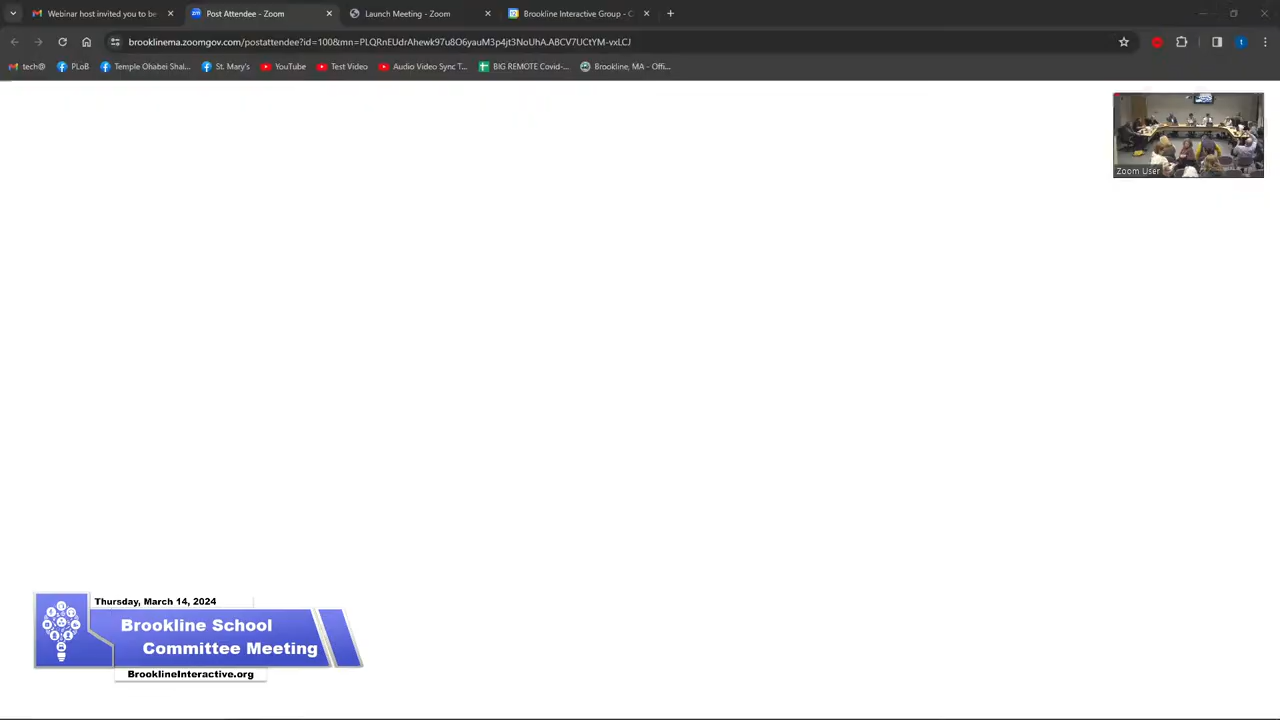 Webinar host invited you to be
Post Attendee - Zoom
Launch Meeting - Zoom
Brookline Interactive Group - C
brooklinema.zoomgov.com/postattendee?id=100&mn=PLQRnEUdrAhewk97u8O6yauM3p4jt3NoUhA.ABCV7UCtYM-vxLCJ
tech@
PLoB
Temple Ohabei Shal...
St. Mary's
YouTube
Test Video
Audio Video Sync T...
BIG REMOTE Covid-...
Brookline, MA - Offi...
Zoom User
Thursday, March 14, 2024
Brookline School
Committee Meeting
BrooklineInteractive.org